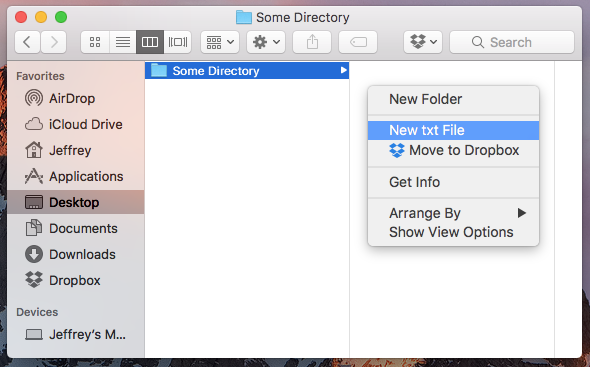 Some Directory
Search
Favorites
AirDrop
iCloud Drive
Jeffrey
Applications
Desktop
Documents
Downloads
Dropbox
Devices
Jeffrey's M...
Some Directory
New Folder
New txt File
Move to Dropbox
Get Info
Arrange By
Show View Options